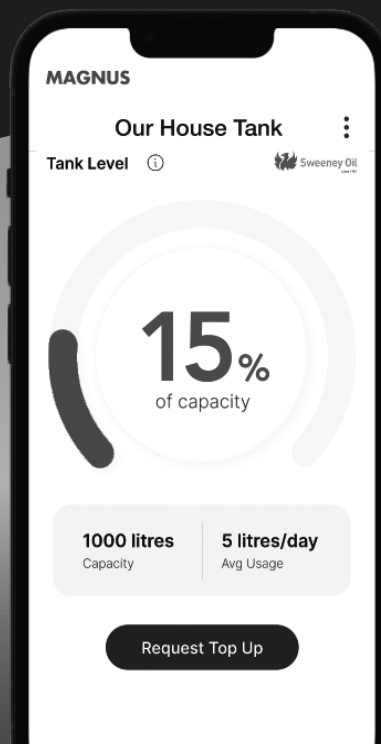 MAGNUS
Our House Tank
Tank Level
Sweeney Oil
15%
of capacity
1000 litres
Capacity
5 litres/day
Avg Usage
Request Top Up